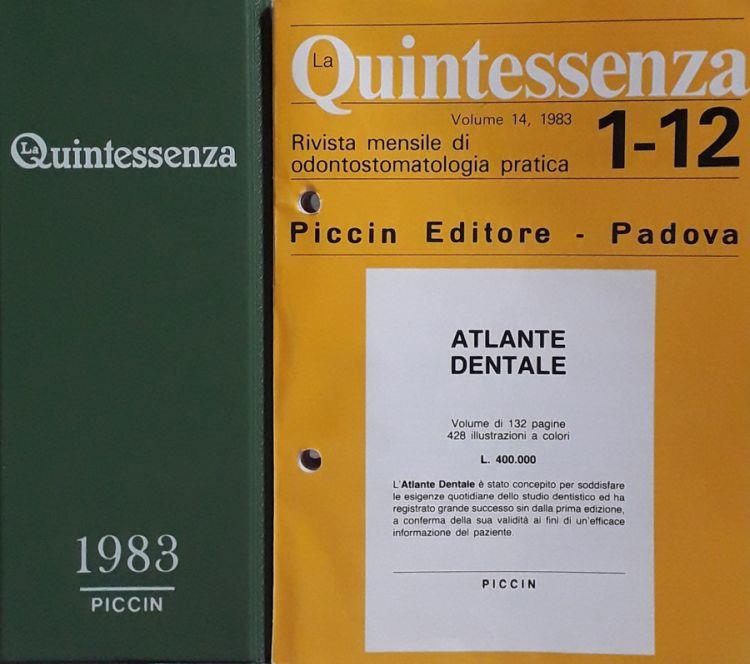 La Quintessenza
1983
PICCIN
La
Quintessenza
Volume 14, 1983
1-12
Rivista mensile di
odontostomatologia pratica
Piccin Editore - Padova
ATLANTE
DENTALE
Volume di 132 pagine
428 illustrazioni a colori
L. 400.000
L'Atlante Dentale è stato concepito per soddisfare
le esigenze quotidiane dello studio dentistico ed ha
registrato grande successo sin dalla prima edizione,
a conferma della sua validità ai fini di un'efficace
informazione del paziente.
PICCIN